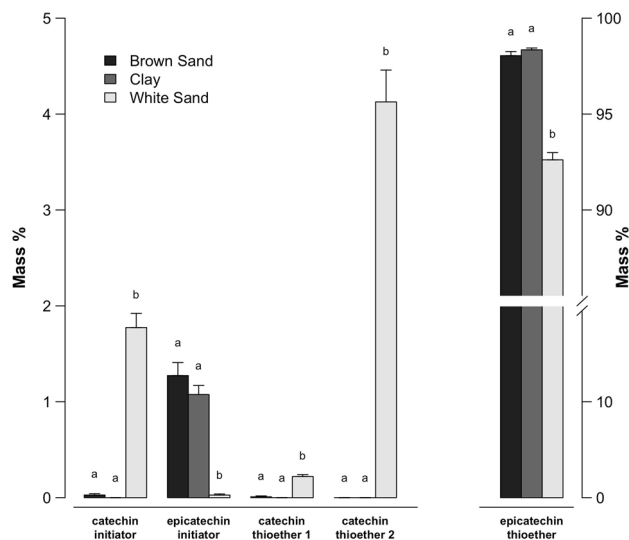 5
4
3
2
1
0
Mass %
Brown Sand
Clay
White Sand
a
a
b
a
a
b
a
a
b
a
a
b
a
a
b
100
95
90
10
0
Mass %
catechin
initiator
epicatechin
initiator
catechin
thioether 1
catechin
thioether 2
epicatechin
thioether